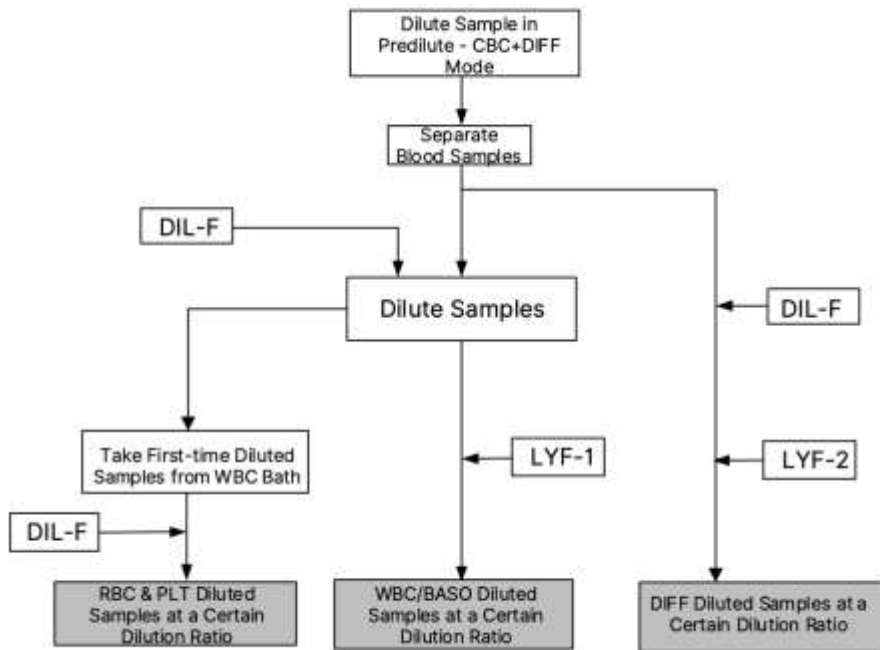 Dilute Sample in
Predilute - CBC+DIFF
Mode
Separate
Blood Samples
DIL-F
Dilute Samples
DIL-F
Take First-time Diluted
Samples from WBC Bath
LYF-1
LYF-2
DIL-F
RBC & PLT Diluted
Samples at a Certain
Dilution Ratio
WBC/BASO Diluted
Samples at a Certain
Dilution Ratio
DIFF Diluted Samples at a
Certain Dilution Ratio